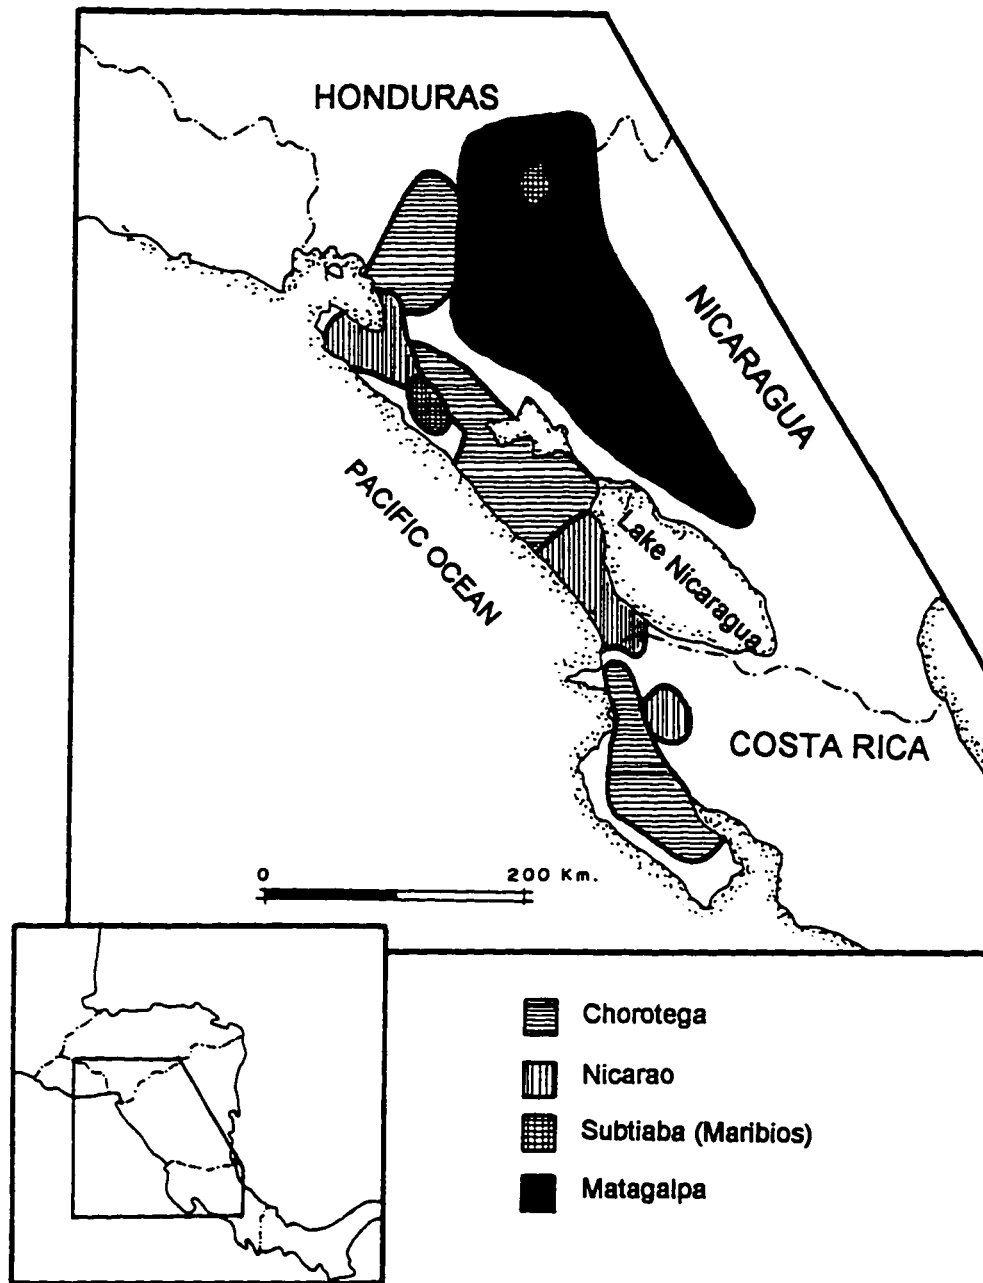 HONDURAS
NICARAGUA
PACIFIC OCEAN
Lake Nicaragua
COSTA RICA
0 200 Km.
Chorotega
Nicarao
Subtiaba (Maribios)
Matagalpa